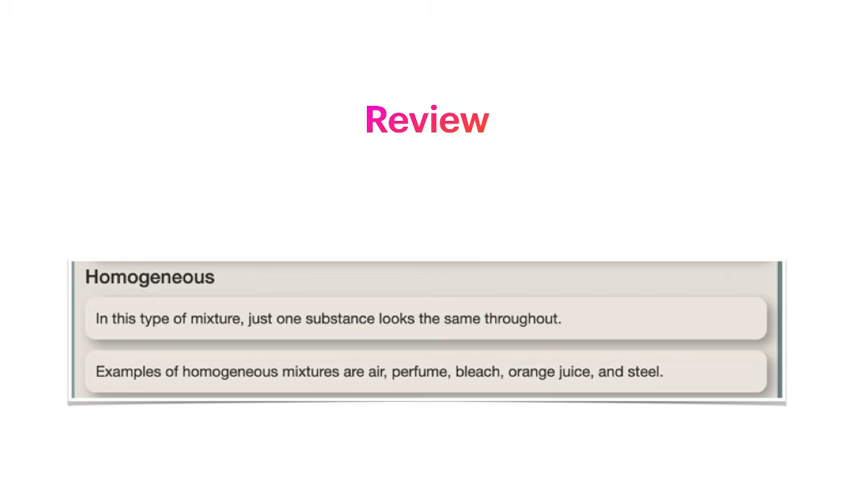 Review
Homogeneous
In this type of mixture, just one substance looks the same throughout.
Examples of homogeneous mixtures are air, perfume, bleach, orange juice, and steel.